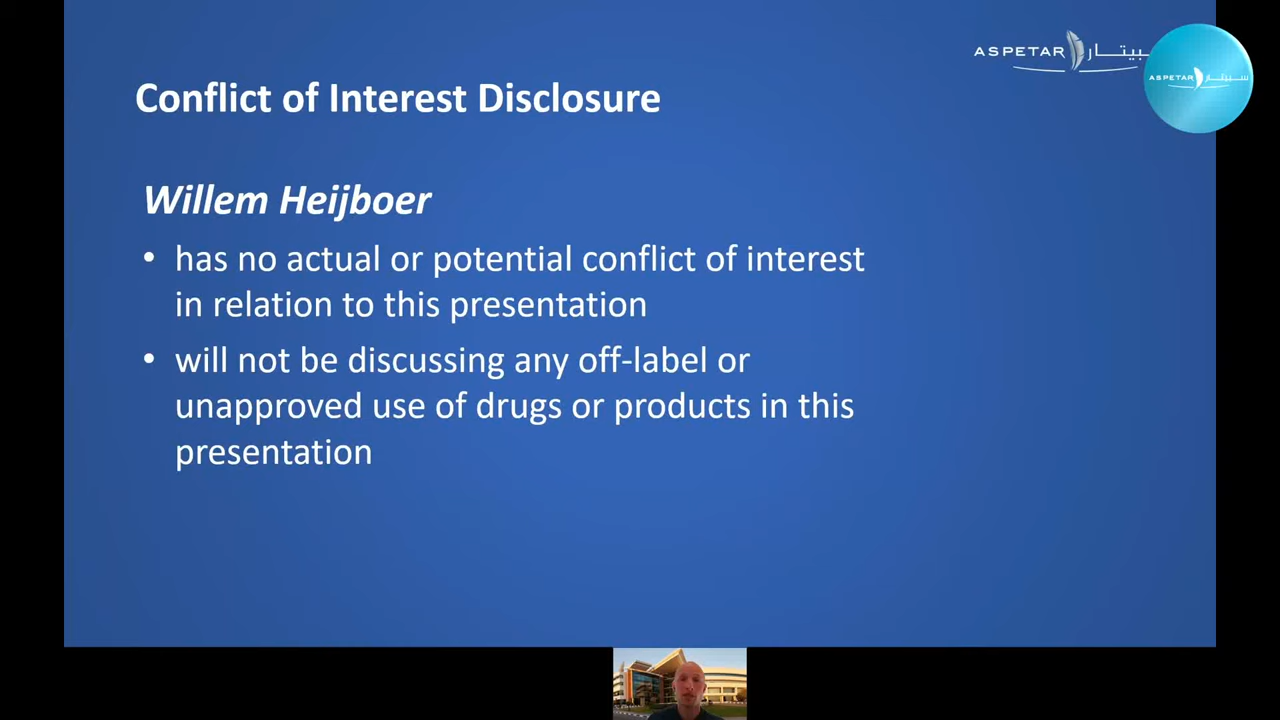 ASPETAR سبيتار
ASPETAR سبيتار
Conflict of Interest Disclosure
Willem Heijboer
• has no actual or potential conflict of interest
in relation to this presentation
• will not be discussing any off-label or
unapproved use of drugs or products in this
presentation